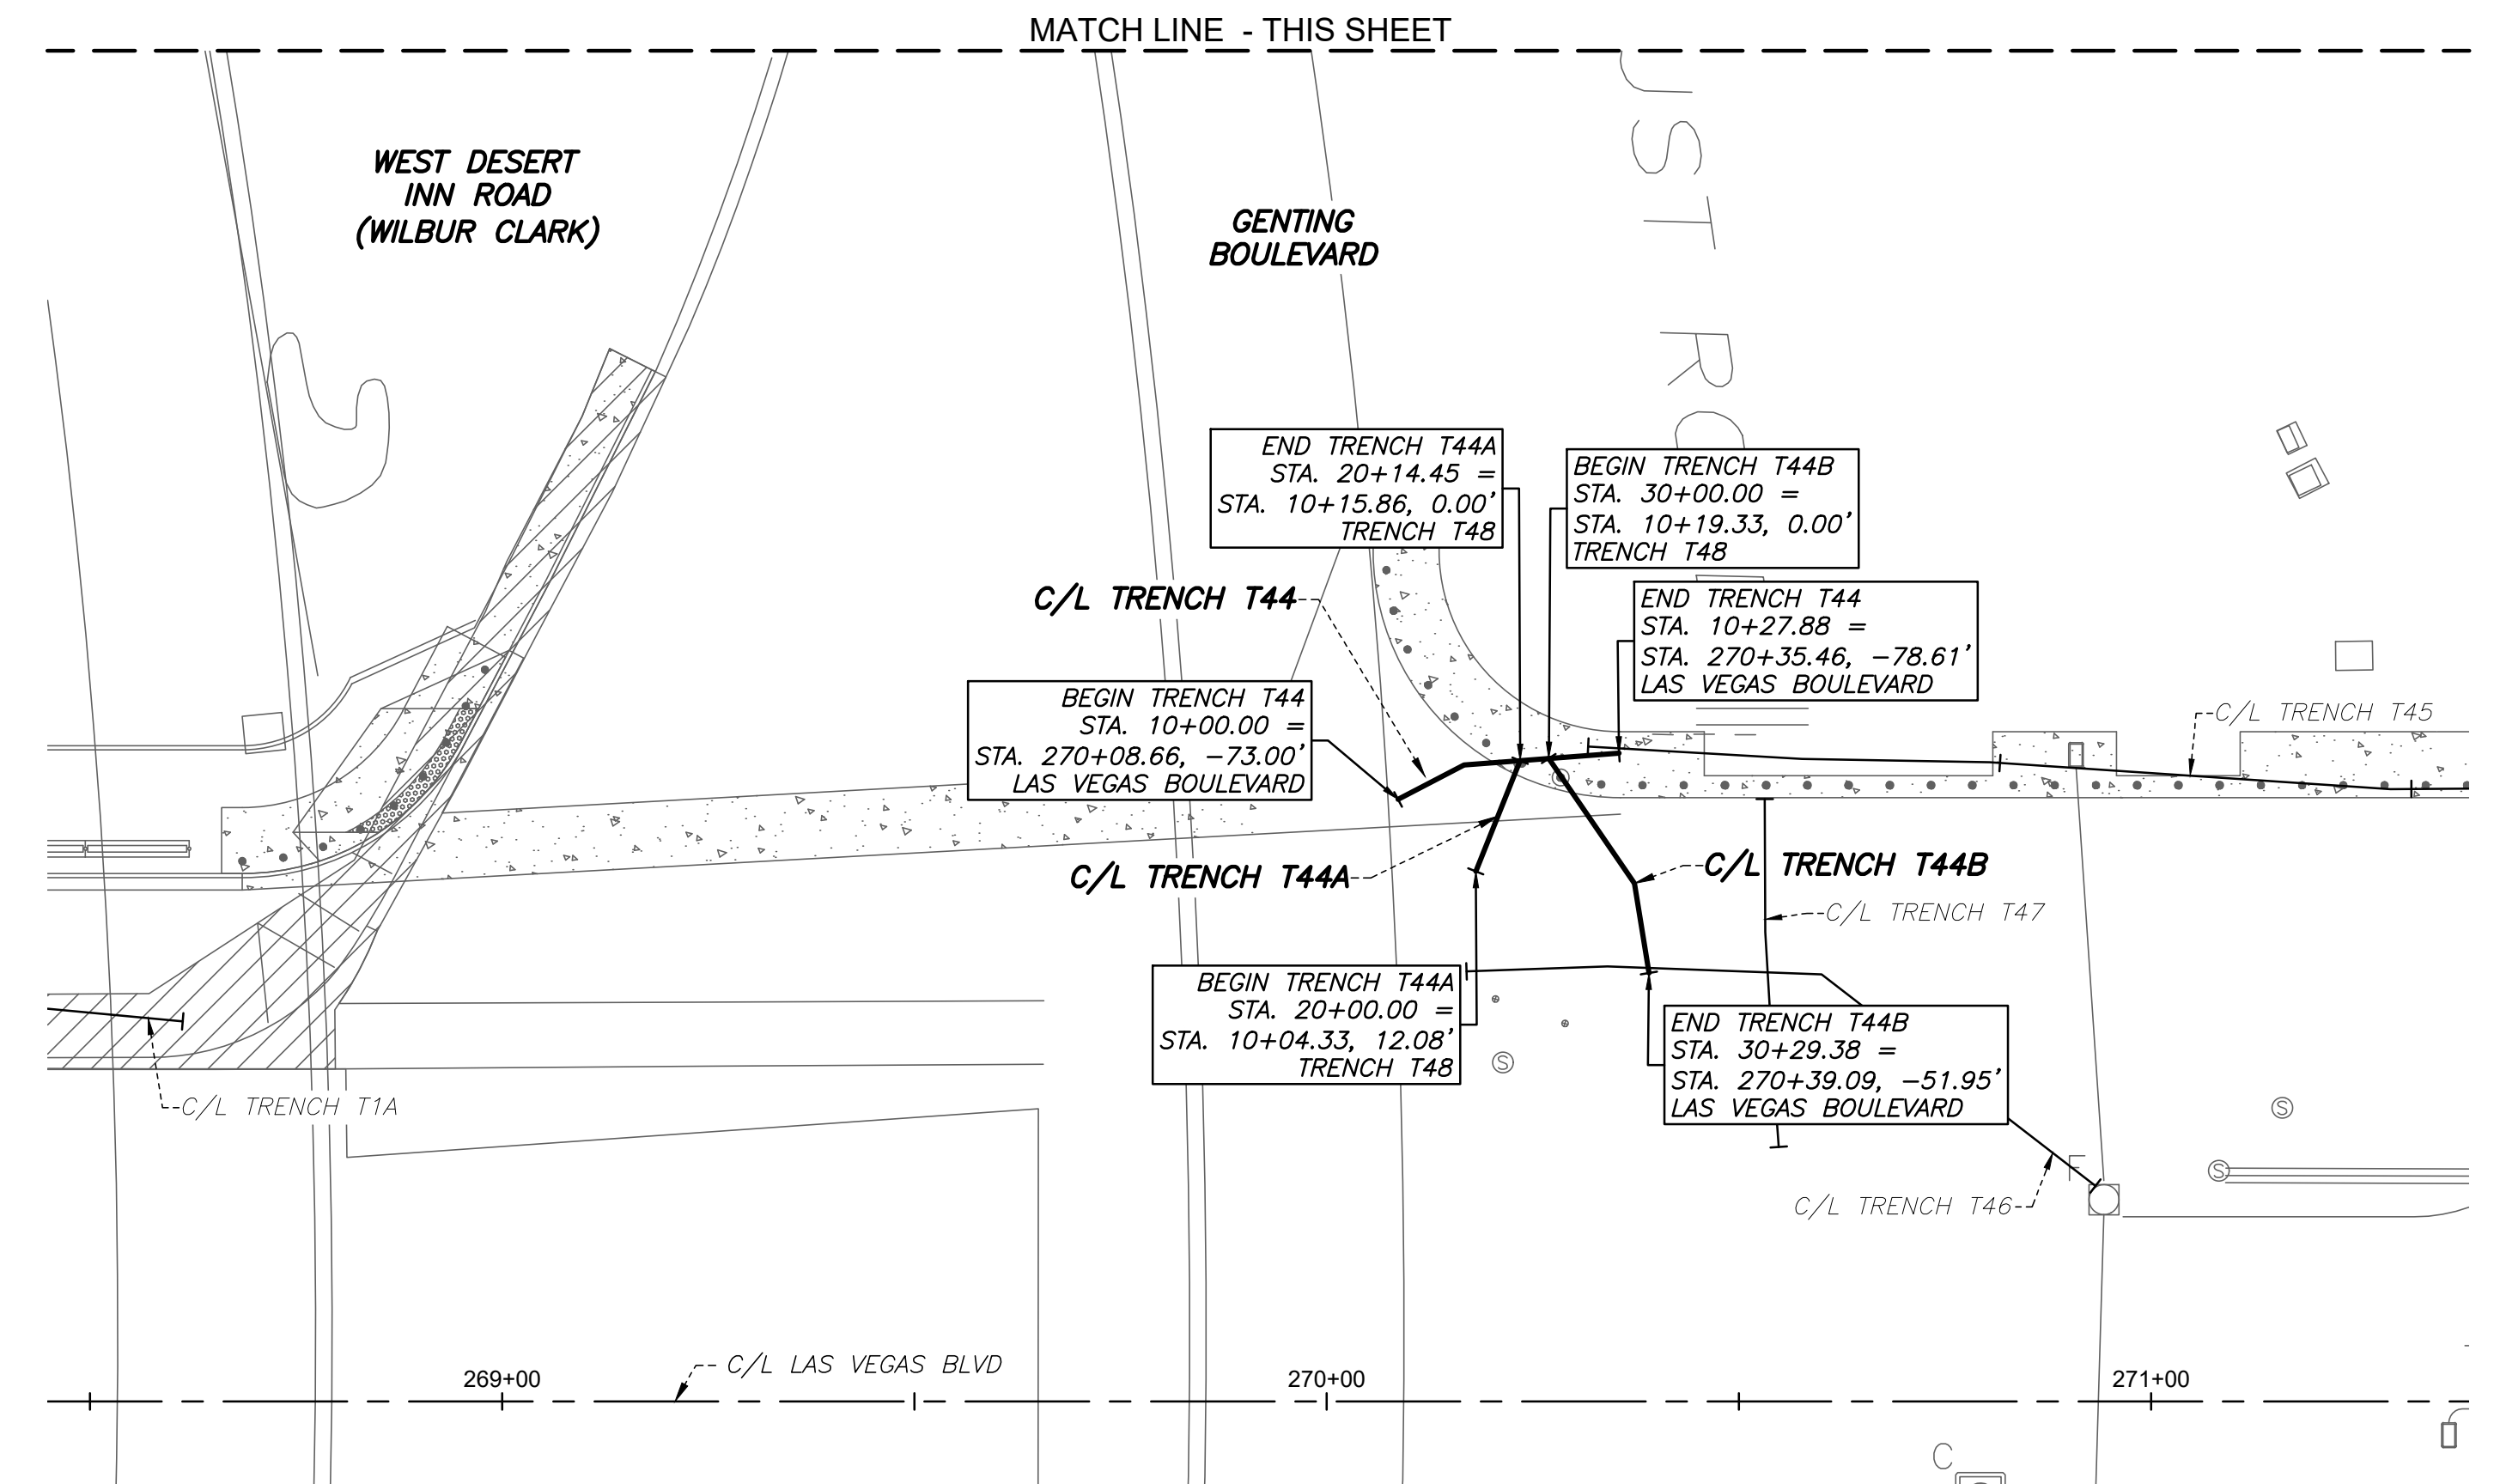 MATCH LINE - THIS SHEET
WEST DESERT
INN ROAD
(WILBUR CLARK)
GENTING
BOULEVARD
END TRENCH T44A
STA. 20+14.45 =
STA. 10+15.86, 0.00'
TRENCH T48
BEGIN TRENCH T44B
STA. 30+00.00 =
STA. 10+19.33, 0.00'
TRENCH T48
C/L TRENCH T44
END TRENCH T44
STA. 10+27.88 =
STA. 270+35.46, -78.61'
LAS VEGAS BOULEVARD
BEGIN TRENCH T44
STA. 10+00.00 =
STA. 270+08.66, -73.00'
LAS VEGAS BOULEVARD
C/L TRENCH T45
C/L TRENCH T44A
C/L TRENCH T44B
C/L TRENCH T47
BEGIN TRENCH T44A
STA. 20+00.00 =
STA. 10+04.33, 12.08'
TRENCH T48
END TRENCH T44B
STA. 30+29.38 =
STA. 270+39.09, -51.95'
LAS VEGAS BOULEVARD
C/L TRENCH T1A
S
S
S
S
F
C/L TRENCH T46
C/L LAS VEGAS BLVD
269+00
270+00
271+00
C